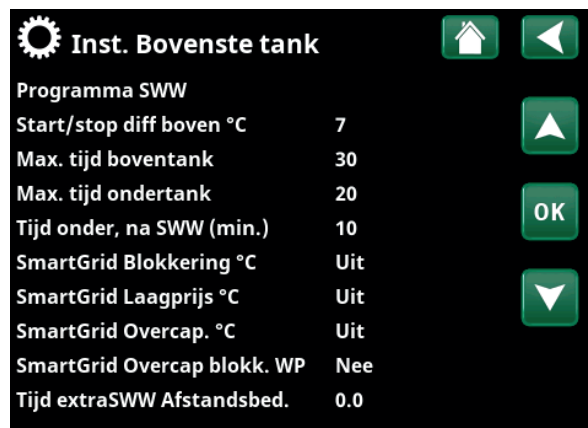 Inst. Bovenste tank
Programma SWW
Start/stop diff boven °C 7
Max. tijd boventank 30
Max. tijd ondertank 20
Tijd onder, na SWW (min.) 10
SmartGrid Blokkering °C Uit
SmartGrid Laagprijs °C Uit
SmartGrid Overcap. °C Uit
SmartGrid Overcap blokk. WP Nee
Tijd extraSWW Afstandsbed. 0.0
OK